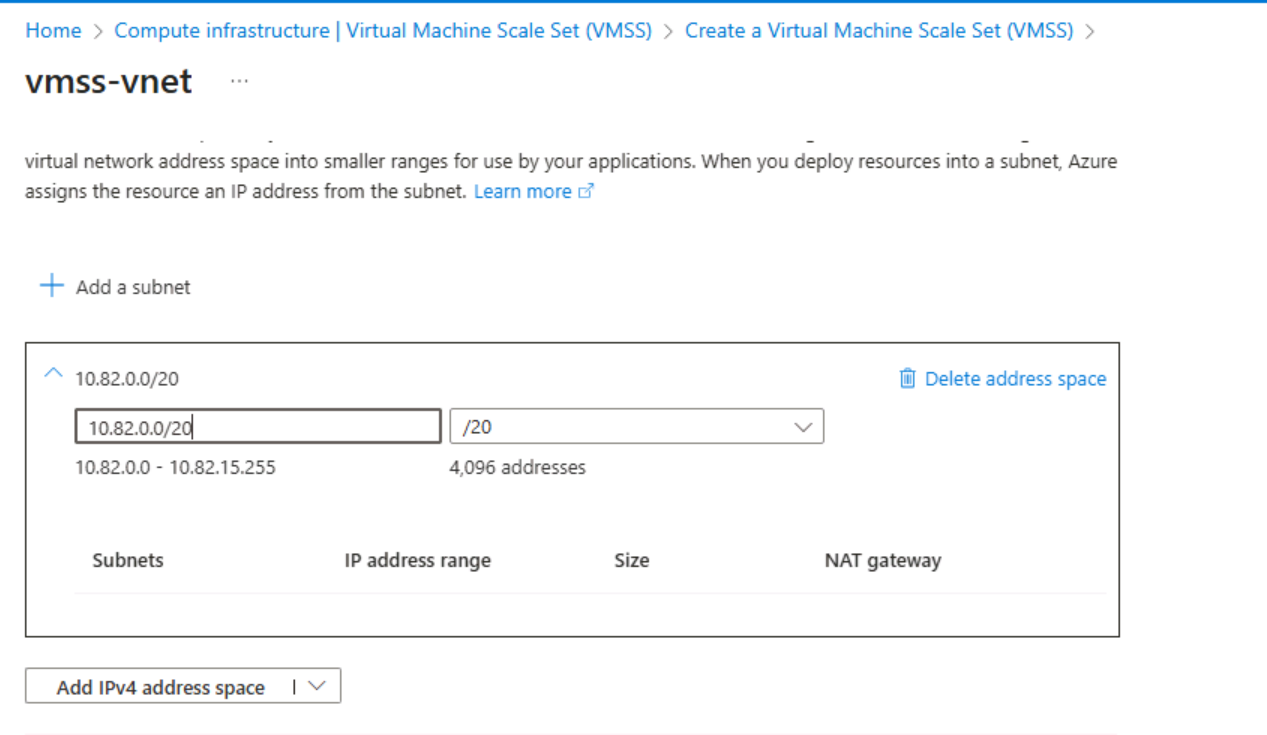 Home > Compute infrastructure | Virtual Machine Scale Set (VMSS) > Create a Virtual Machine Scale Set (VMSS) >
vmss-vnet ...
virtual network address space into smaller ranges for use by your applications. When you deploy resources into a subnet, Azure
assigns the resource an IP address from the subnet. Learn more
+ Add a subnet
10.82.0.0/20 Delete address space
10.82.0.0/20 /20
10.82.0.0 - 10.82.15.255 4,096 addresses
Subnets IP address range Size NAT gateway
Add IPv4 address space |